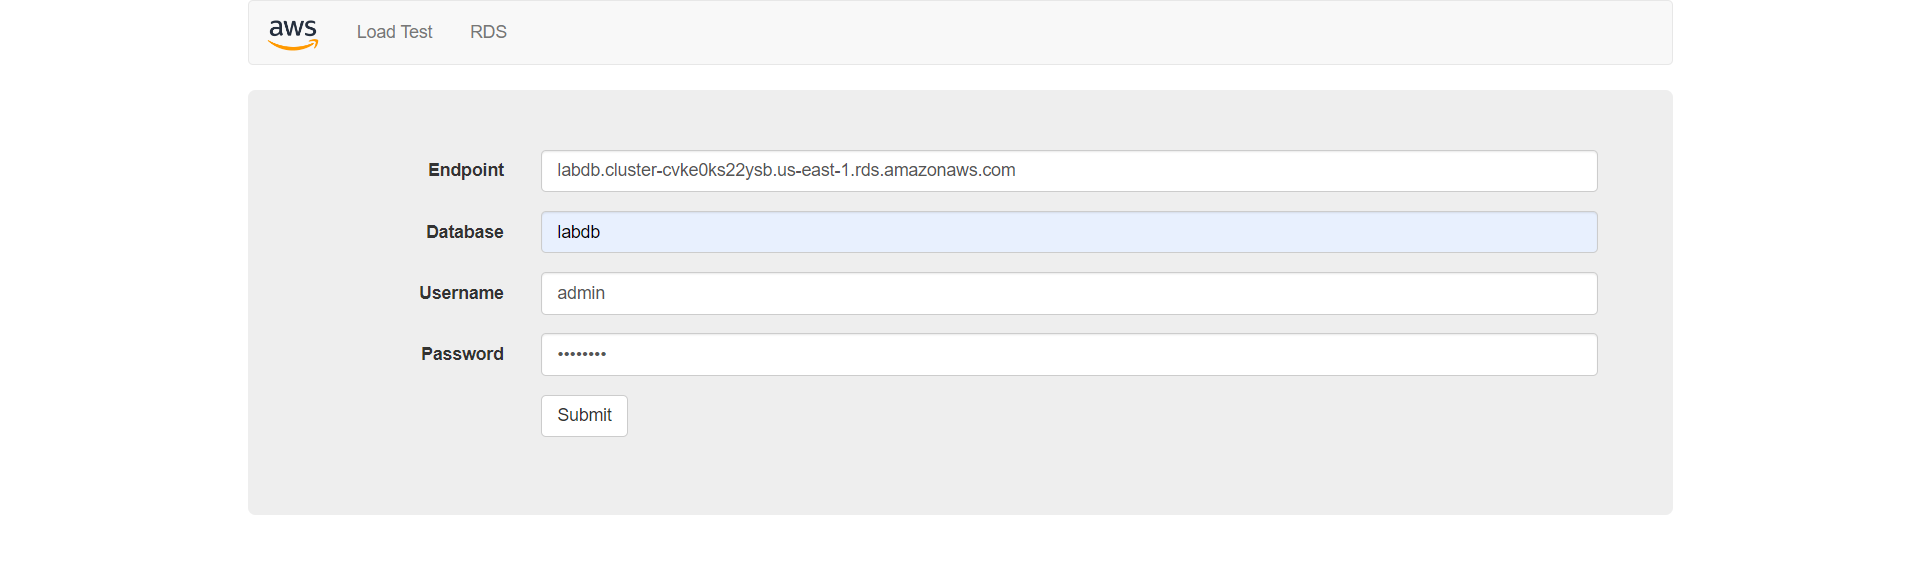 aws Load Test RDS
Endpoint labdb.cluster-cvke0ks22ysb.us-east-1.rds.amazonaws.com
Database labdb
Username admin
Password ••••••••
Submit